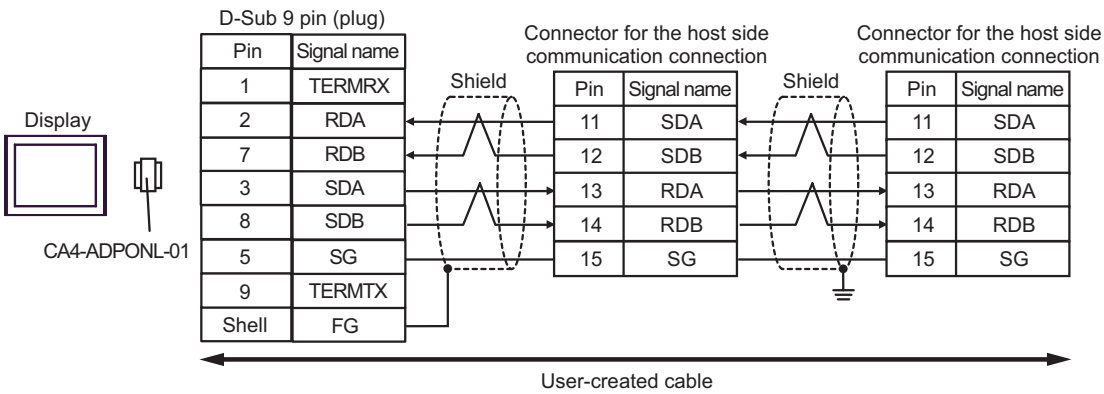 D-Sub 9 pin (plug)
Pin Signal name
1 TERMRX
2 RDA
7 RDB
3 SDA
8 SDB
5 SG
9 TERMTX
Shell FG
Display
CA4-ADPONL-01
Shield
Connector for the host side
communication connection
Pin Signal name
11 SDA
12 SDB
13 RDA
14 RDB
15 SG
Shield
Connector for the host side
communication connection
Pin Signal name
11 SDA
12 SDB
13 RDA
14 RDB
15 SG
User-created cable